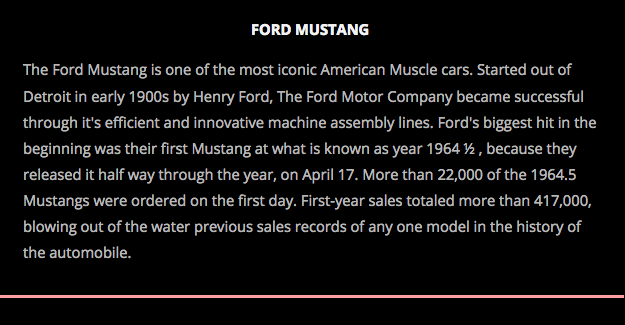 FORD MUSTANG
The Ford Mustang is one of the most iconic American Muscle cars. Started out of
Detroit in early 1900s by Henry Ford, The Ford Motor Company became successful
through it's efficient and innovative machine assembly lines. Ford's biggest hit in the
beginning was their first Mustang at what is known as year 1964 ½ , because they
released it half way through the year, on April 17. More than 22,000 of the 1964.5
Mustangs were ordered on the first day. First-year sales totaled more than 417,000,
blowing out of the water previous sales records of any one model in the history of
the automobile.